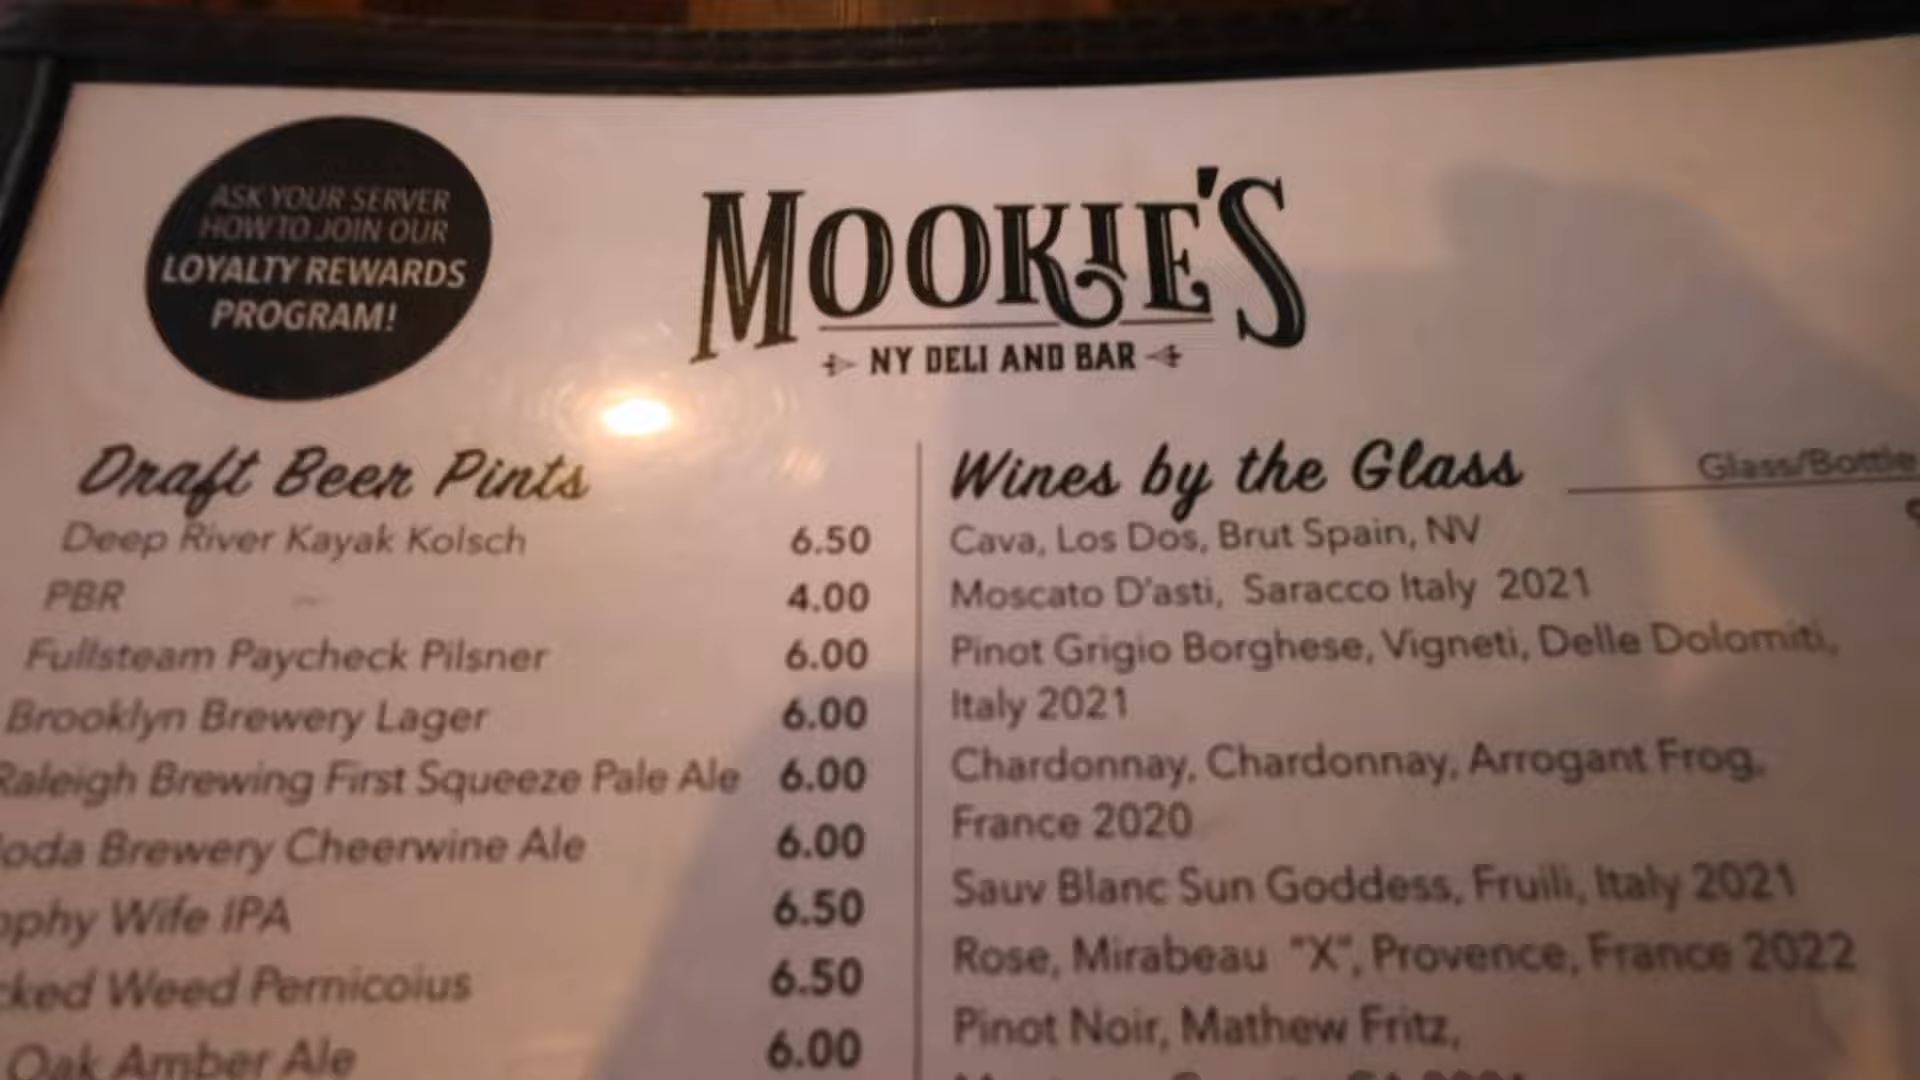 ASK YOUR SERVER
HOW TO JOIN OUR
LOYALTY REWARDS
PROGRAM!
MOOKIE'S
NY DELI AND BAR
Draft Beer Pints
Deep River Kayak Kolsch 6.50
PBR 4.00
Fullsteam Paycheck Pilsner 6.00
Brooklyn Brewery Lager 6.00
Raleigh Brewing First Squeeze Pale Ale 6.00
Brewery Cheerwine Ale 6.00
Wife IPA 6.50
Weed Pernicoius 6.50
Oak Amber Ale 6.00
Wines by the Glass Glass/Bottle
Cava, Los Dos, Brut Spain, NV
Moscato D'asti, Saracco Italy 2021
Pinot Grigio Borghese, Vigneti, Delle Dolomiti,
Italy 2021
Chardonnay, Chardonnay, Arrogant Frog,
France 2020
Sauv Blanc Sun Goddess, Fruili, Italy 2021
Rose, Mirabeau "X", Provence, France 2022
Pinot Noir, Mathew Fritz,